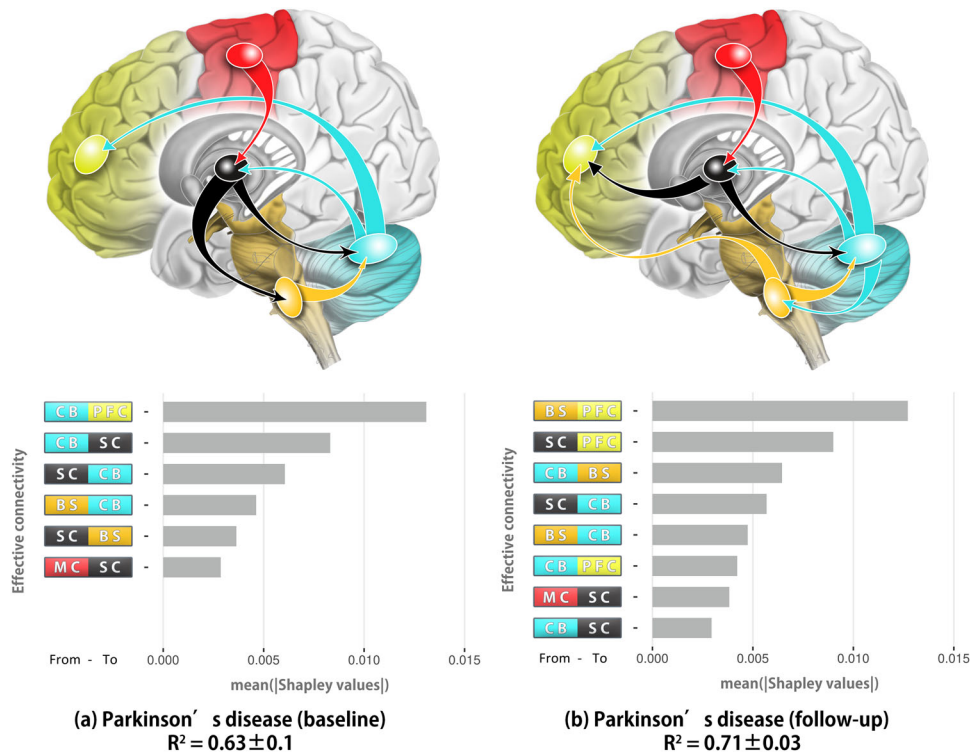 Effective connectivity
CB PFC -
CB SC -
SC CB -
BS CB -
SC BS -
MC SC -
From - To
0.000 0.005 0.010 0.015
mean(|Shapley values|)
(a) Parkinson′ s disease (baseline)
R² = 0.63±0.1
Effective connectivity
BS PFC -
SC PFC -
CB BS -
SC CB -
BS CB -
CB PFC -
MC SC -
CB SC -
From - To
0.000 0.005 0.010 0.015
mean(|Shapley values|)
(b) Parkinson′ s disease (follow-up)
R² = 0.71±0.03